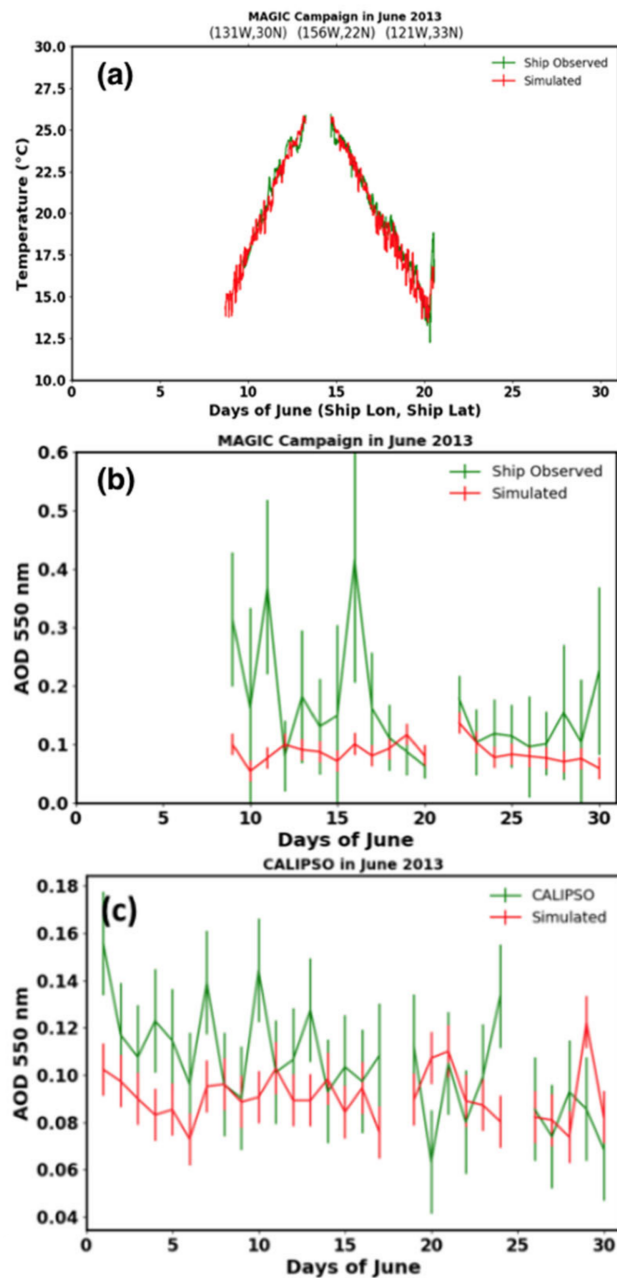 MAGIC Campaign in June 2013
(131W,30N) (156W,22N) (121W,33N)
(a)
Ship Observed
Simulated
30.0
27.5
25.0
22.5
20.0
17.5
15.0
12.5
10.0
Temperature (°C)
0 5 10 15 20 25 30
Days of June (Ship Lon, Ship Lat)
MAGIC Campaign in June 2013
(b)
Ship Observed
Simulated
0.6
0.5
0.4
0.3
0.2
0.1
0.0
AOD 550 nm
0 5 10 15 20 25 30
Days of June
CALIPSO in June 2013
(c)
CALIPSO
Simulated
0.18
0.16
0.14
0.12
0.10
0.08
0.06
0.04
AOD 550 nm
0 5 10 15 20 25 30
Days of June